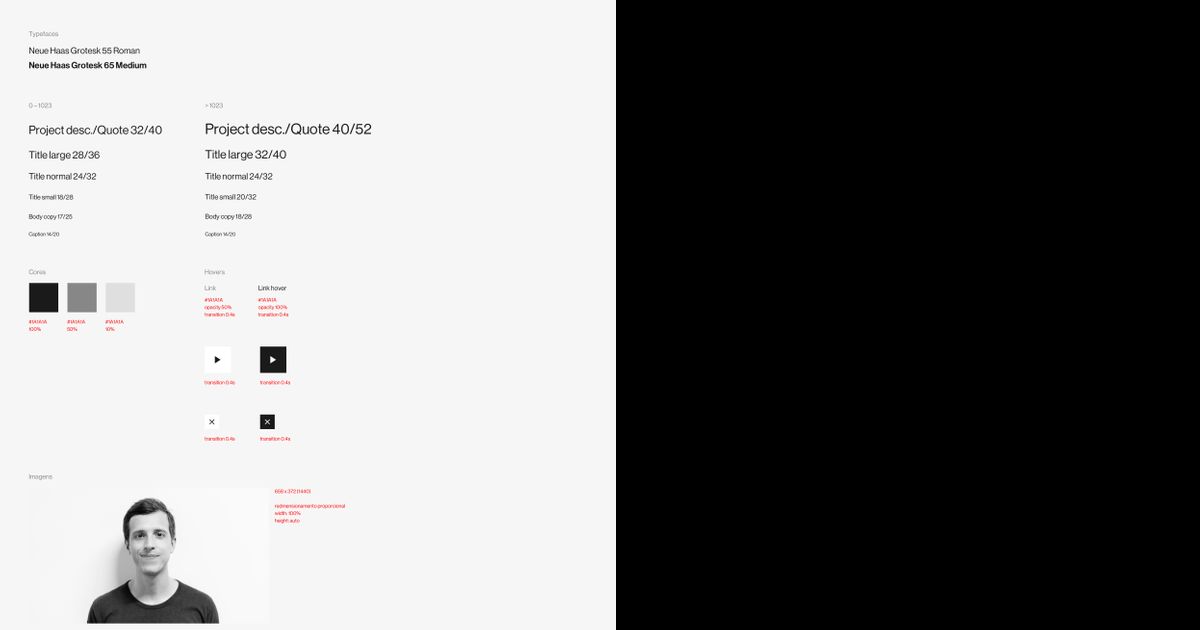 Typefaces
Neue Haas Grotesk 55 Roman
Neue Haas Grotesk 65 Medium
0 – 1023
Project desc./Quote 32/40
Title large 28/36
Title normal 24/32
Title small 18/28
Body copy 17/25
Caption 14/20
> 1023
Project desc./Quote 40/52
Title large 32/40
Title normal 24/32
Title small 20/32
Body copy 18/28
Caption 14/20
Cores
#1A1A1A
100%
#1A1A1A
50%
#1A1A1A
10%
Hovers
Link
#1A1A1A
opacity 50%
transition 0.4s
Link hover
#1A1A1A
opacity 100%
transition 0.4s
transition 0.4s
transition 0.4s
transition 0.4s
transition 0.4s
Imagens
redimensionamento proporcional
width: 100%
height: auto